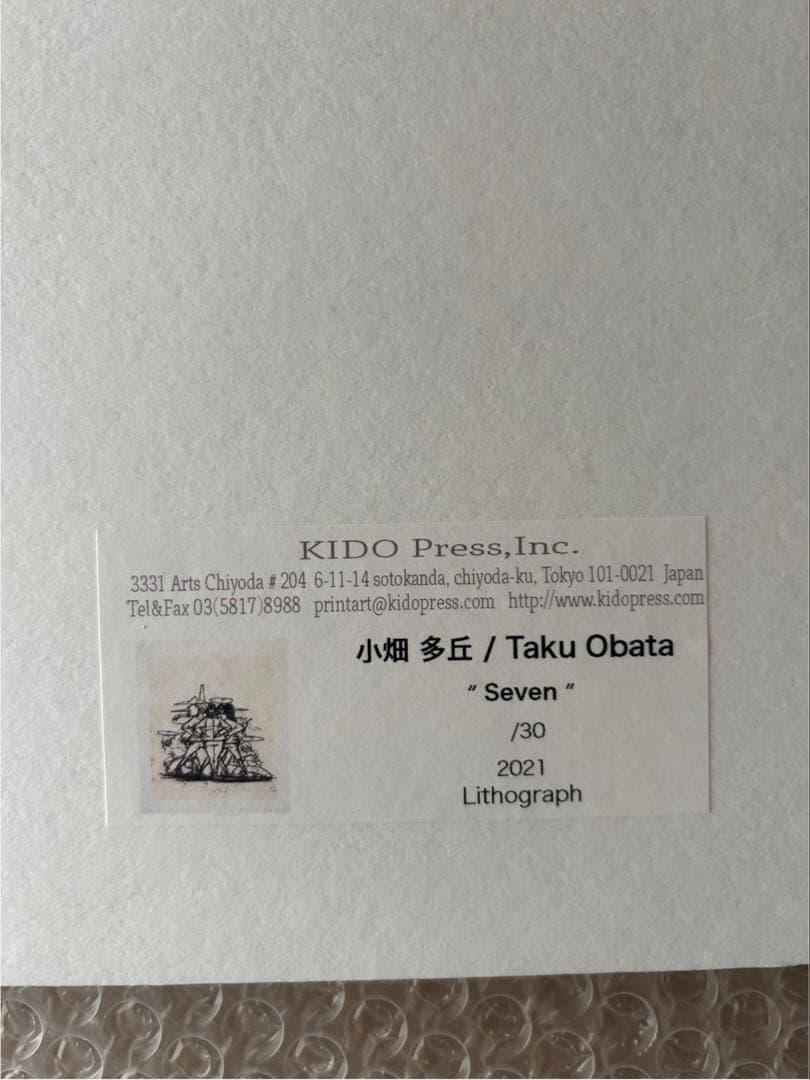 KIDO Press,Inc.
3331 Arts Chiyoda # 204 6-11-14 sotokanda, chiyoda-ku, Tokyo 101-0021 Japan
Tel&Fax 03(5817)8988 printart@kidopress.com http://www.kidopress.com
小畑 多丘 / Taku Obata
" Seven "
/30
2021
Lithograph